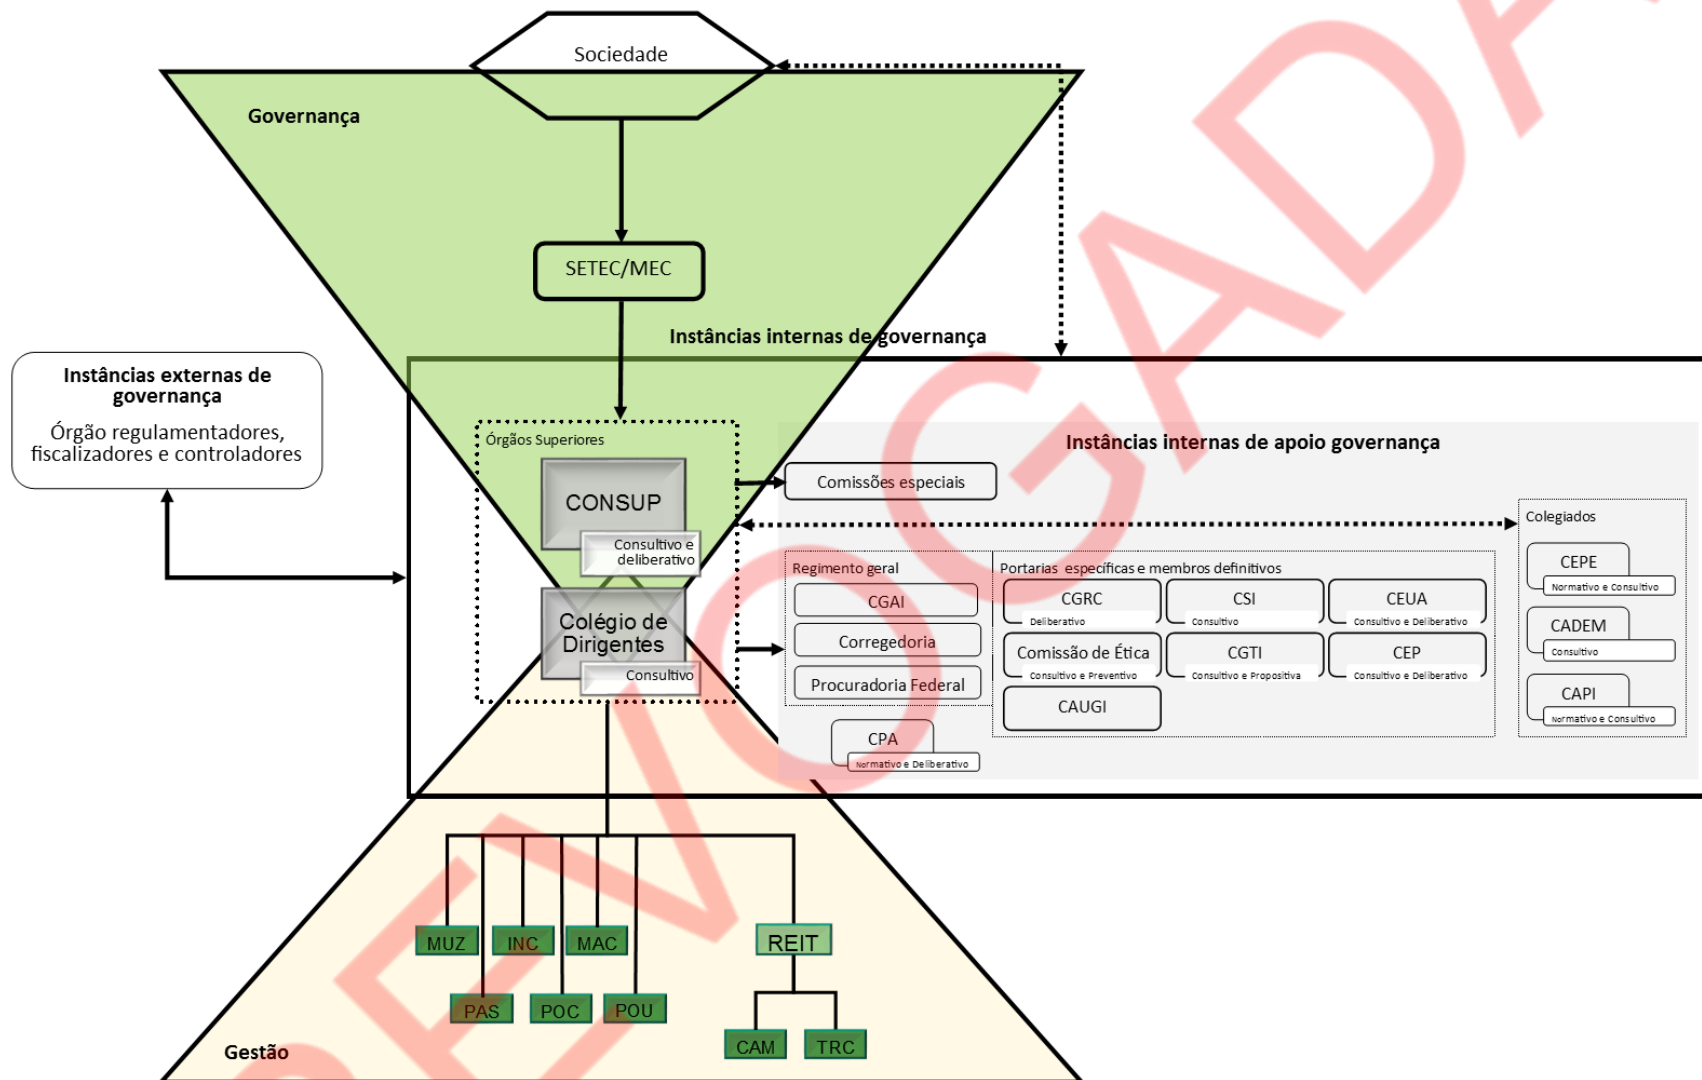 Sociedade
Governança
SETEC/MEC
Instâncias internas de governança
Instâncias externas de
governança
Órgão regulamentadores,
fiscalizadores e controladores
Órgãos Superiores
CONSUP
Consultivo e
deliberativo
Colégio de
Dirigentes
Consultivo
Instâncias internas de apoio governança
Comissões especiais
Regimento geral
CGAI
Corregedoria
Procuradoria Federal
CPA
Normativo e Deliberativo
Portarias específicas e membros definitivos
CGRC
Deliberativo
CSI
Consultivo
CEUA
Consultivo e Deliberativo
Comissão de Ética
Consultivo e Preventivo
CGTI
Consultivo e Propositiva
CEP
Consultivo e Deliberativo
CAUGI
Colegiados
CEPE
Normativo e Consultivo
CADEM
Consultivo
CAPI
Normativo e Consultivo
MUZ
INC
MAC
REIT
PAS
POC
POU
CAM
TRC
Gestão
REVOGADA